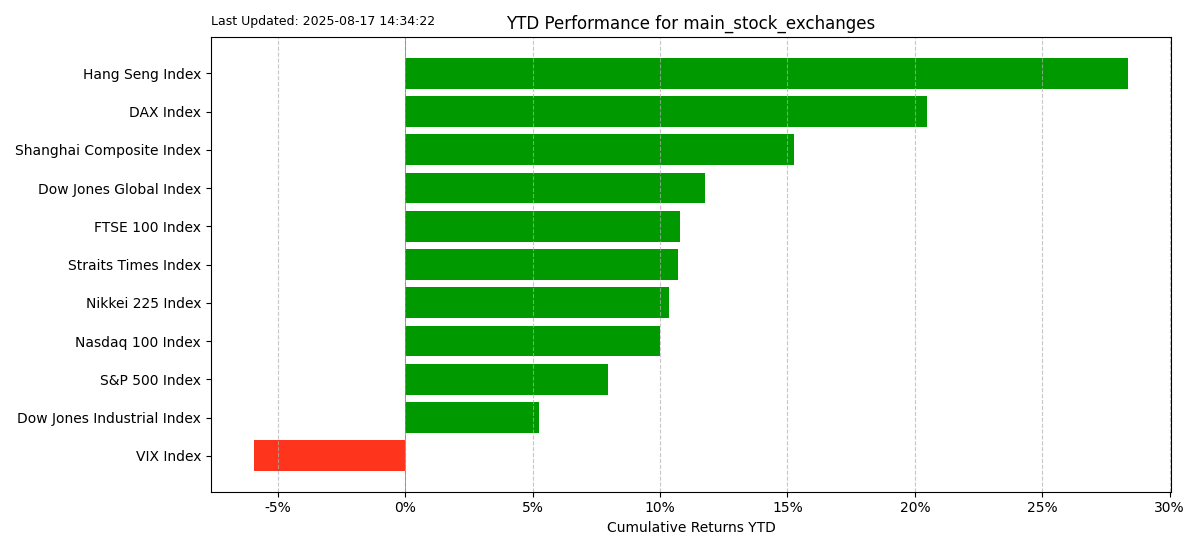 Last Updated: 2025-08-17 14:34:22
YTD Performance for main_stock_exchanges
Hang Seng Index
DAX Index
Shanghai Composite Index
Dow Jones Global Index
FTSE 100 Index
Straits Times Index
Nikkei 225 Index
Nasdaq 100 Index
S&P 500 Index
Dow Jones Industrial Index
VIX Index
-5% 0% 5% 10% 15% 20% 25% 30%
Cumulative Returns YTD